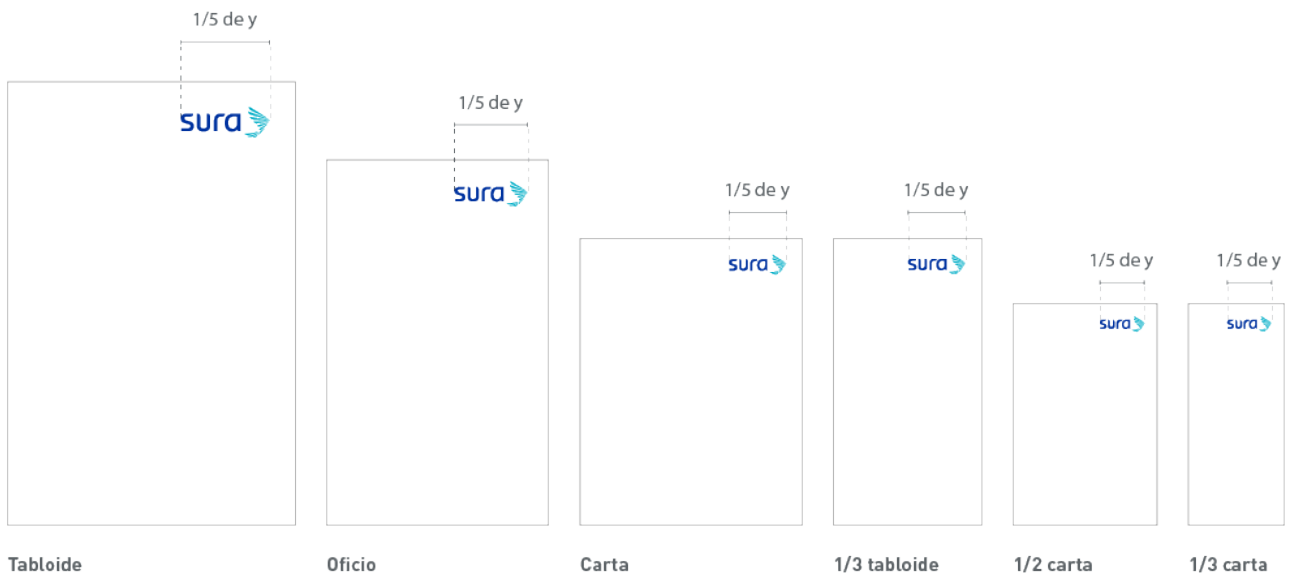 1/5 de y
sura
Tabloide
1/5 de y
sura
Oficio
1/5 de y
sura
Carta
1/5 de y
sura
1/3 tabloide
1/5 de y
sura
1/2 carta
1/5 de y
sura
1/3 carta